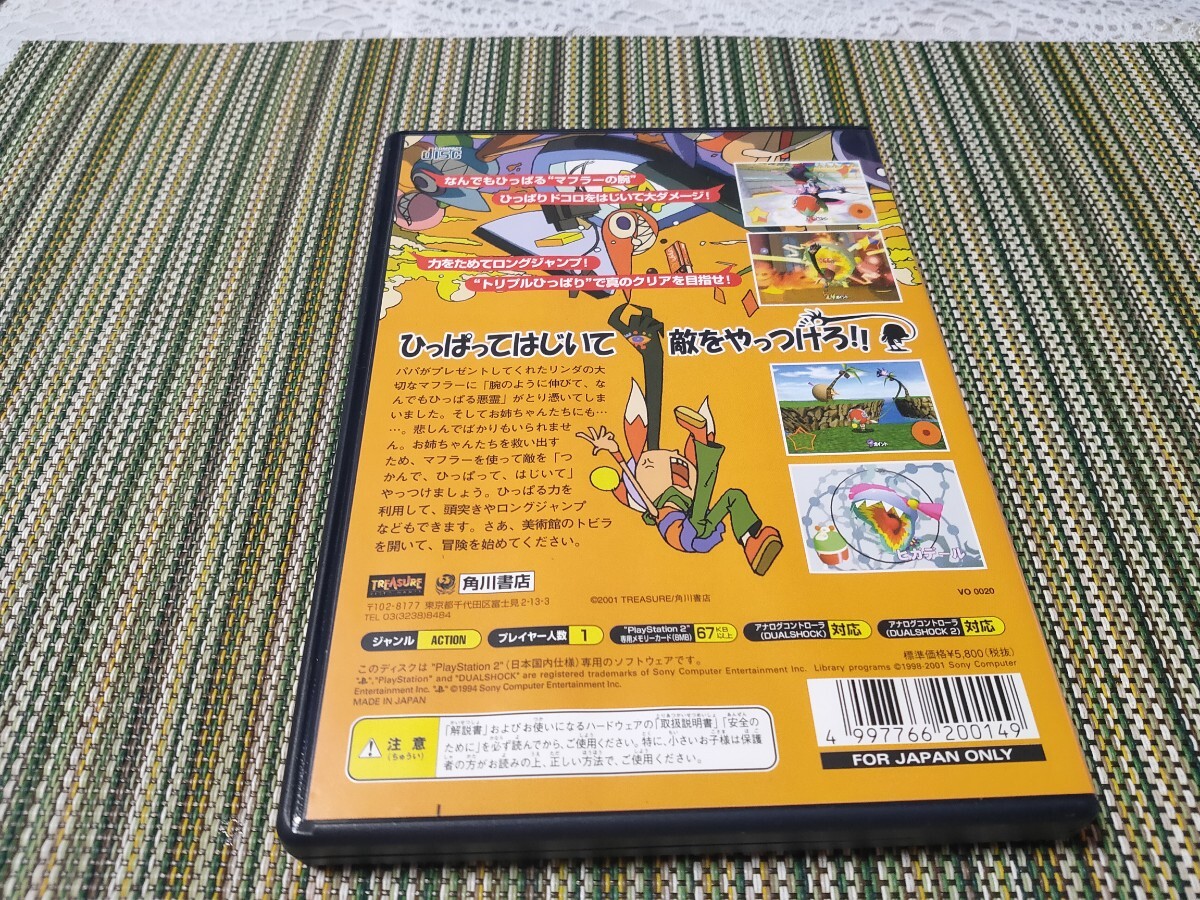 COMPACT
DISC
なんでもひっぱる"マフラーの腕"
ひっぱりドコロをはじいて大ダメージ!
力をためてロングジャンプ!
"トリプルひっぱり"で真のクリアを目指せ!
ひっぱってはじいて 敵をやっつけろ!!
パパがプレゼントしてくれたリンダの大
切なマフラーに「腕のように伸びて、な
んでもひっぱる悪霊」がとり憑いてしま
いました。そしてお姉ちゃんたちにも…
…。悲しんでばかりもいられませ
ん。お姉ちゃんたちを救い出す
ため、マフラーを使って敵を「つ
かんで、ひっぱって、はじいて」
やっつけましょう。ひっぱる力を
利用して、頭突きやロングジャンプ
などもできます。さあ、美術館のトビラ
を開いて、冒険を始めてください。
ポイント
ポイント
ヒカデール
TREASURE
角川書店
〒102-8177 東京都千代田区富士見2-13-3
TEL 03(3238)8484
©2001 TREASURE/角川書店
VO 0020
ジャンル ACTION
プレイヤー人数 1
"PlayStation 2"
専用メモリーカード(8MB)
67KB
以上
アナログコントローラ
(DUALSHOCK)
対応
アナログコントローラ
(DUALSHOCK 2)
対応
標準価格¥5,800(税抜)
このディスクは "PlayStation 2"(日本国内仕様)専用のソフトウェアです。
","PlayStation" and "DUALSHOCK" are registered trademarks of Sony Computer Entertainment Inc. Library programs ©1998-2001 Sony Computer
Entertainment Inc. " " ©1994 Sony Computer Entertainment Inc.
MADE IN JAPAN
注意
(ちゅうい)
「解説書」およびお使いになるハードウェアの「取扱説明書」「安全の
ために」を必ず読んでから、ご使用ください。特に、小さいお子様は保護
者の方がお読みの上、正しい方法で、ご使用ください。
4 997766 200149
FOR JAPAN ONLY